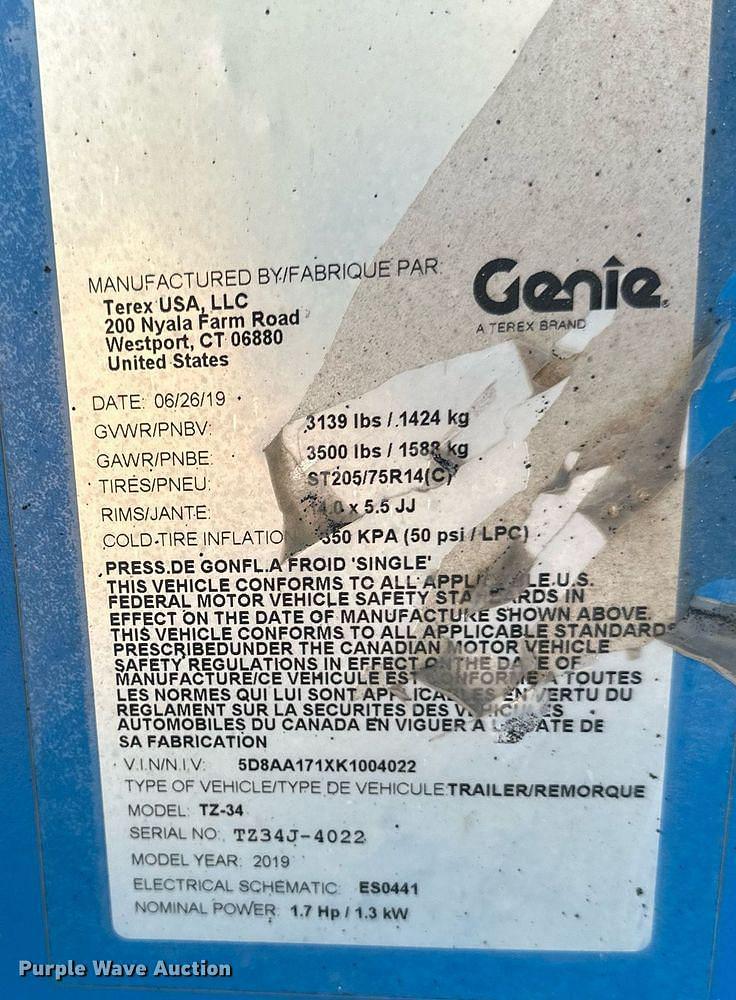 MANUFACTURED BY/FABRIQUE PAR:
Genie
A TEREX BRAND
Terex USA, LLC
200 Nyala Farm Road
Westport, CT 06880
United States
DATE: 06/26/19
GVWR/PNBV: 3139 lbs / 1424 kg
GAWR/PNBE: 3500 lbs / 1588 kg
TIRES/PNEU: ST205/75R14(C)
RIMS/JANTE: x 5.5 JJ
COLD-TIRE INFLATIO 350 KPA (50 psi / LPC)
PRESS.DE GONFL.A FROID 'SINGLE'
THIS VEHICLE CONFORMS TO ALL U.S.
FEDERAL MOTOR VEHICLE SAFETY IN
EFFECT ON THE DATE OF MANUFACTURE SHOWN ABOVE.
THIS VEHICLE CONFORMS TO ALL APPLICABLE STANDARDS
PRESCRIBEDUNDER THE CANADIAN MOTOR VEHICLE
SAFETY REGULATIONS IN EFFECT ON THE DATE OF
MANUFACTURE/CE VEHICULE EST A TOUTES
LES NORMES QUI LUI SONT APPLICABLES EN VERTU DU
REGLAMENT SUR LA SECURITES DES
AUTOMOBILES DU CANADA EN VIGUER A DE
SA FABRICATION
V.I.N/N.I.V: 5D8AA171XK1004022
TYPE OF VEHICLE/TYPE DE VEHICULE TRAILER/REMORQUE
MODEL: TZ-34
SERIAL NO: TZ34J-4022
MODEL YEAR: 2019
ELECTRICAL SCHEMATIC: ES0441
NOMINAL POWER: 1.7 Hp / 1.3 kW
Purple Wave Auction